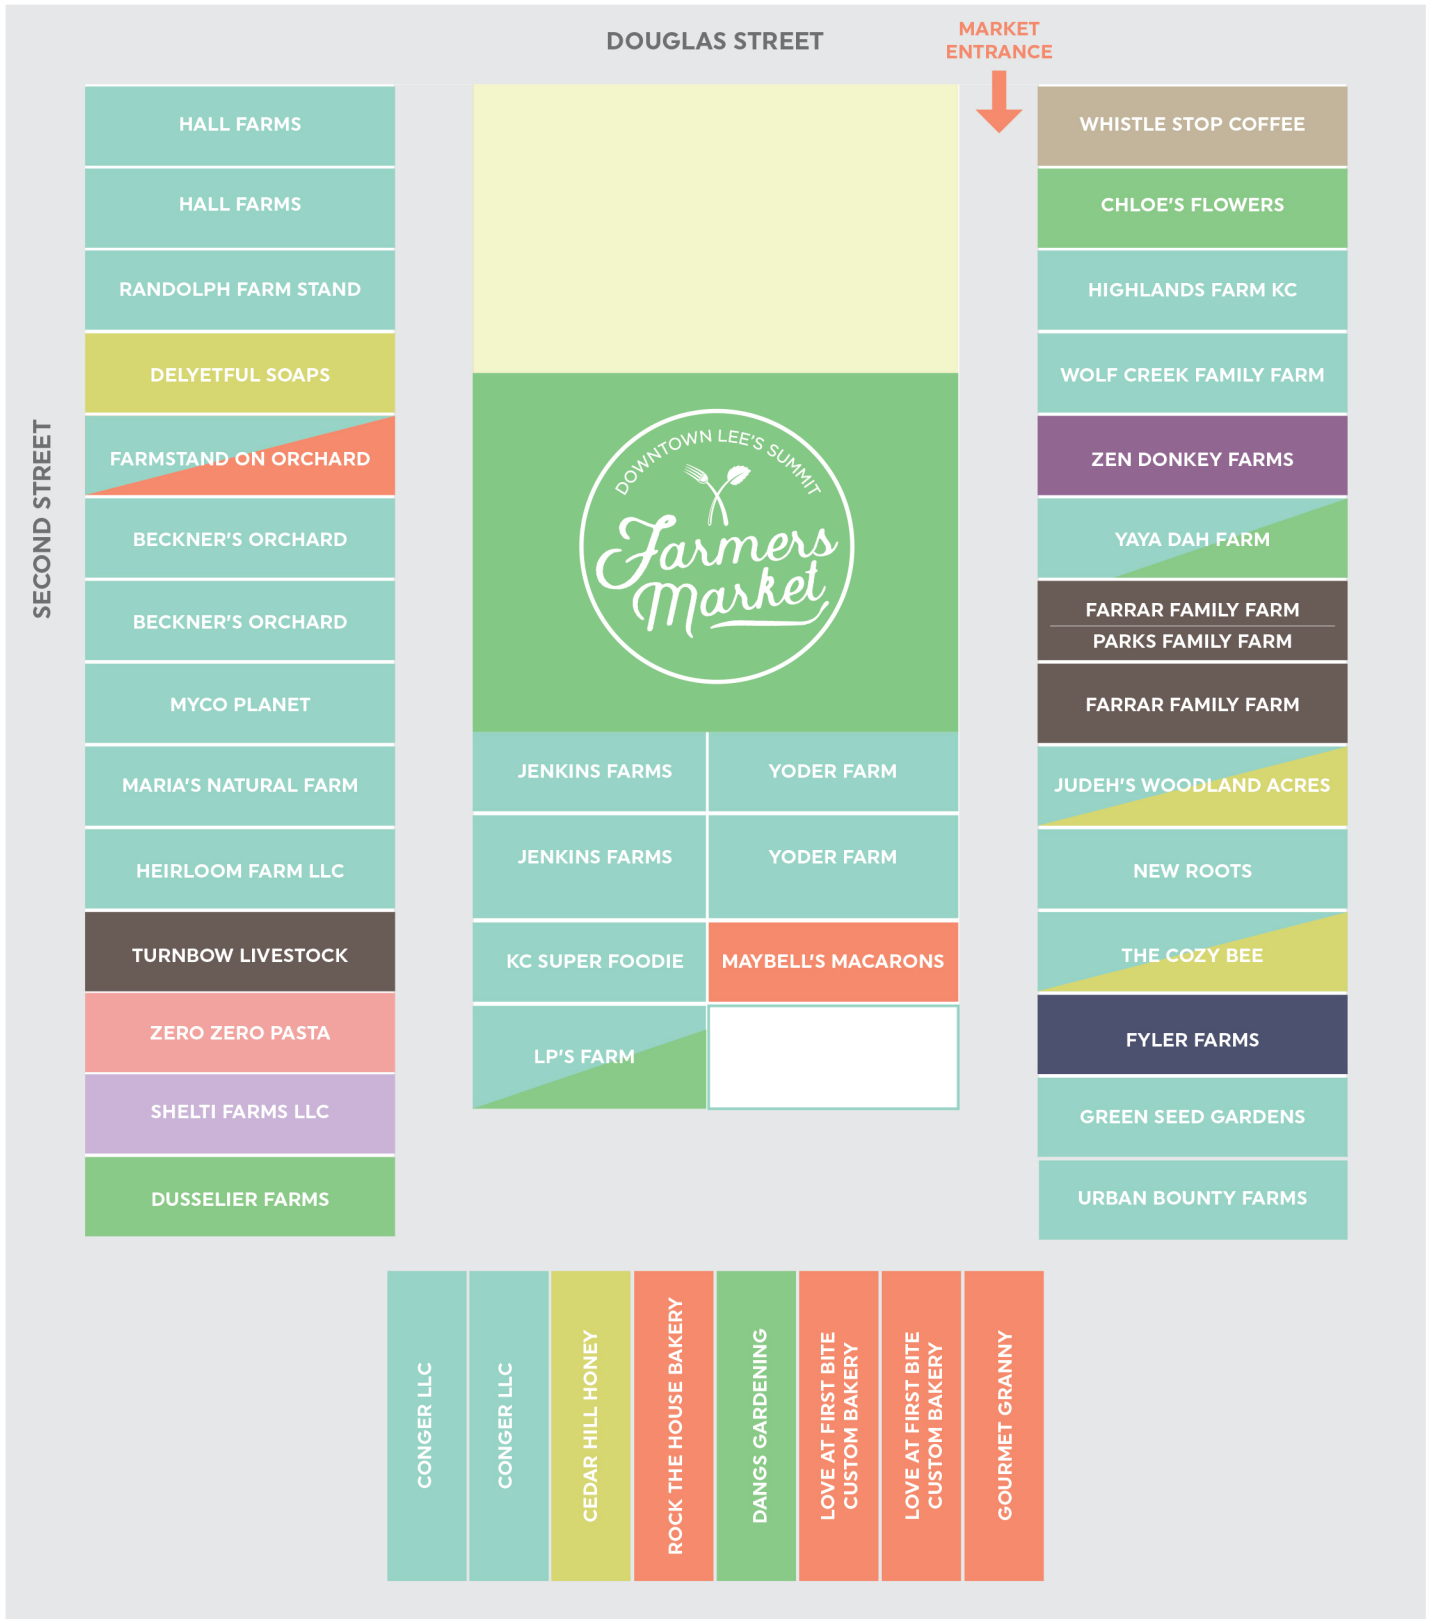 DOUGLAS STREET
MARKET
ENTRANCE
SECOND STREET
HALL FARMS
HALL FARMS
RANDOLPH FARM STAND
DELYETFUL SOAPS
FARMSTAND ON ORCHARD
BECKNER'S ORCHARD
BECKNER'S ORCHARD
MYCO PLANET
MARIA'S NATURAL FARM
HEIRLOOM FARM LLC
TURNBOW LIVESTOCK
ZERO ZERO PASTA
SHELTI FARMS LLC
DUSSELIER FARMS
DOWNTOWN LEE'S SUMMIT
Farmers
Market
JENKINS FARMS
YODER FARM
JENKINS FARMS
YODER FARM
KC SUPER FOODIE
MAYBELL'S MACARONS
LP'S FARM
WHISTLE STOP COFFEE
CHLOE'S FLOWERS
HIGHLANDS FARM KC
WOLF CREEK FAMILY FARM
ZEN DONKEY FARMS
YAYA DAH FARM
FARRAR FAMILY FARM
PARKS FAMILY FARM
FARRAR FAMILY FARM
JUDEH'S WOODLAND ACRES
NEW ROOTS
THE COZY BEE
FYLER FARMS
GREEN SEED GARDENS
URBAN BOUNTY FARMS
CONGER LLC
CONGER LLC
CEDAR HILL HONEY
ROCK THE HOUSE BAKERY
DANGS GARDENING
LOVE AT FIRST BITE
CUSTOM BAKERY
LOVE AT FIRST BITE
CUSTOM BAKERY
GOURMET GRANNY